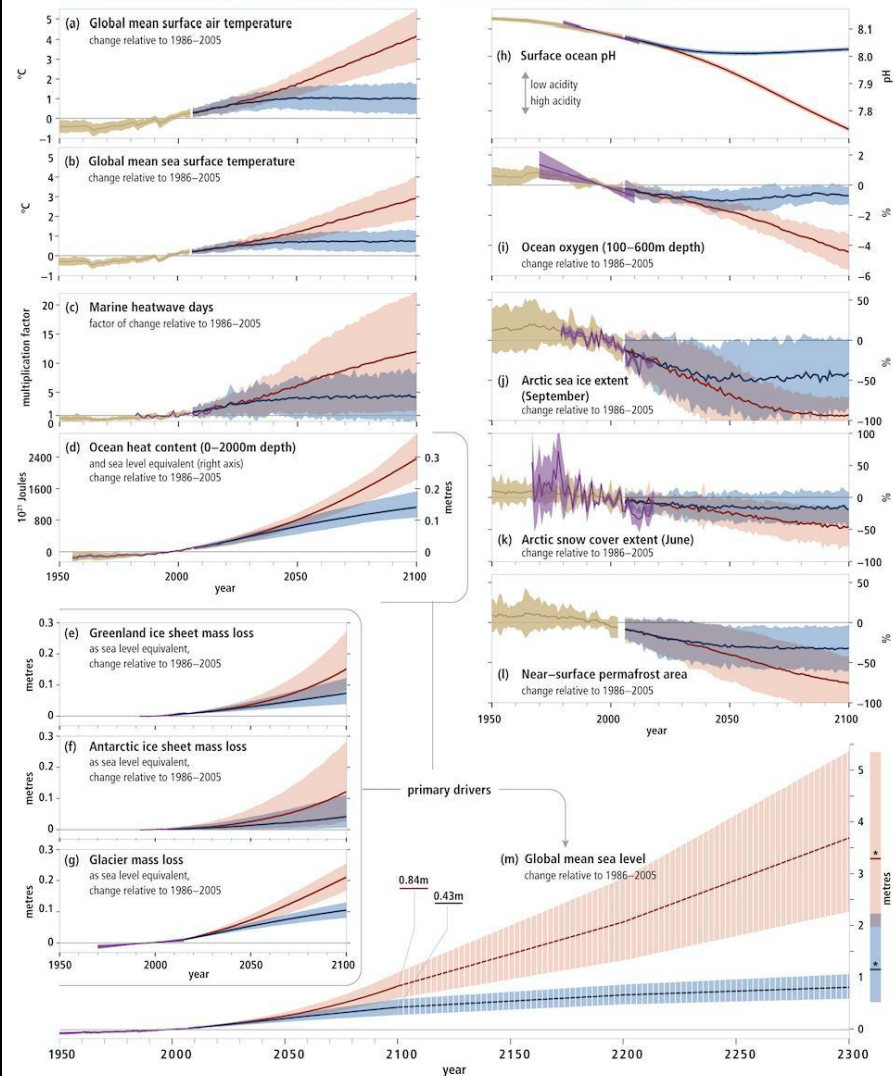 (a) Global mean surface air temperature
change relative to 1986–2005
°C
5
4
3
2
1
0
−1
(b) Global mean sea surface temperature
change relative to 1986–2005
°C
5
4
3
2
1
0
−1
(c) Marine heatwave days
factor of change relative to 1986–2005
multiplication factor
20
15
10
5
1
0
(d) Ocean heat content (0–2000m depth)
and sea level equivalent (right axis)
change relative to 1986–2005
10²¹ Joules
2400
1600
800
0
0.3
0.2
0.1
0
metres
1950 2000 2050 2100
year
(e) Greenland ice sheet mass loss
as sea level equivalent,
change relative to 1986–2005
metres
0.3
0.2
0.1
0
(f) Antarctic ice sheet mass loss
as sea level equivalent,
change relative to 1986–2005
metres
0.3
0.2
0.1
0
(g) Glacier mass loss
as sea level equivalent,
change relative to 1986–2005
metres
0.3
0.2
0.1
0
1950 2000 2050 2100
year
(h) Surface ocean pH
low acidity
high acidity
8.1
8.0
7.9
7.8
pH
(i) Ocean oxygen (100–600m depth)
change relative to 1986–2005
2
0
−2
−4
−6
%
(j) Arctic sea ice extent
(September)
change relative to 1986–2005
50
0
−50
−100
%
(k) Arctic snow cover extent (June)
change relative to 1986–2005
100
50
0
−50
−100
%
(l) Near–surface permafrost area
change relative to 1986–2005
50
0
−50
−100
%
1950 2000 2050 2100
year
primary drivers
(m) Global mean sea level
change relative to 1986–2005
0.84m
0.43m
5
4
3
2
1
0
metres
*
*
1950 2000 2050 2100 2150 2200 2250 2300
year